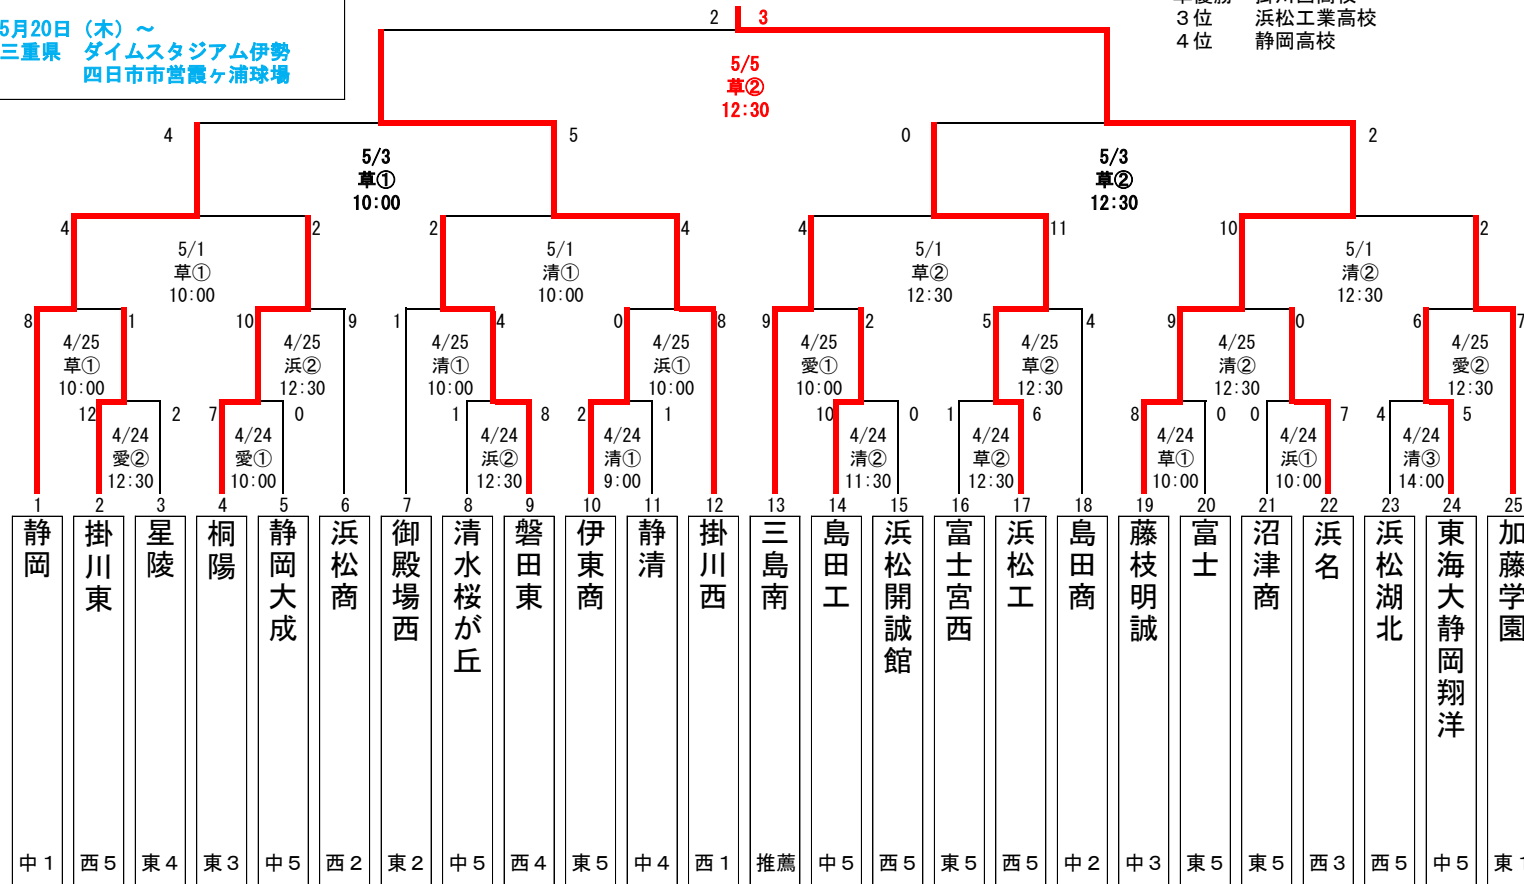 5月20日（木）～
三重県　ダイムスタジアム伊勢
四日市市営霞ヶ浦球場
準優勝　掛川西高校
３位　浜松工業高校
４位　静岡高校
2 3
5/5
草②
12:30
4 5 0 2
5/3
草①
10:00
5/3
草②
12:30
4 2 2 4 4 11 10 2
5/1
草①
10:00
5/1
清①
10:00
5/1
草②
12:30
5/1
清②
12:30
8 1 10 9 1 4 0 8 9 2 5 4 9 0 6 7
4/25
草①
10:00
4/25
浜②
12:30
4/25
清①
10:00
4/25
浜①
10:00
4/25
愛①
10:00
4/25
草②
12:30
4/25
清②
12:30
4/25
愛②
12:30
12 2 7 0 1 8 2 1 10 0 1 6 8 0 0 7 4 5
4/24
愛②
12:30
4/24
愛①
10:00
4/24
浜②
12:30
4/24
清①
9:00
4/24
清②
11:30
4/24
草②
12:30
4/24
草①
10:00
4/24
浜①
10:00
4/24
清③
14:00
1 2 3 4 5 6 7 8 9 10 11 12 13 14 15 16 17 18 19 20 21 22 23 24 25
静岡
掛川東
星陵
桐陽
静岡大成
浜松商
御殿場西
清水桜が丘
磐田東
伊東商
静清
掛川西
三島南
島田工
浜松開誠館
富士宮西
浜松工
島田商
藤枝明誠
富士
沼津商
浜名
浜松湖北
東海大静岡翔洋
加藤学園
中１ 西５ 東４ 東３ 中５ 西２ 東２ 中５ 西４ 東５ 中４ 西１ 推薦 中５ 西５ 東５ 西５ 中２ 中３ 東５ 東５ 西３ 西５ 中５ 東１